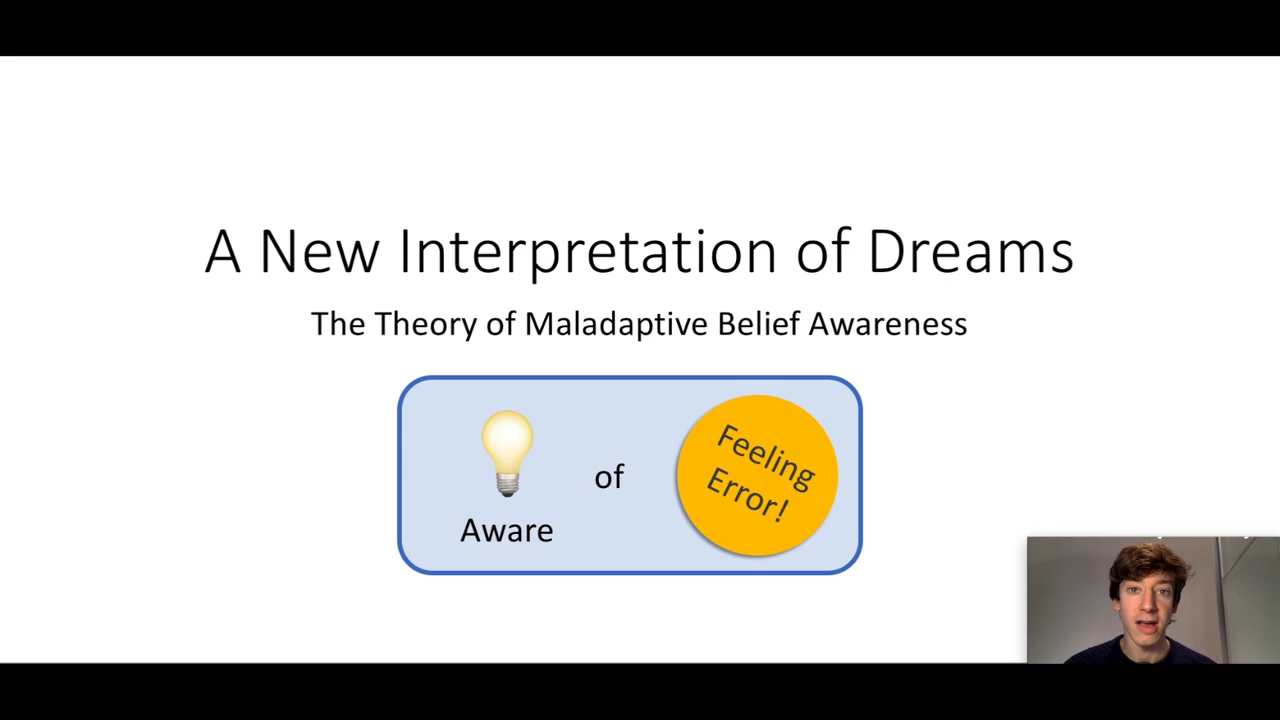 A New Interpretation of Dreams
The Theory of Maladaptive Belief Awareness
Aware
of
Feeling
Error!